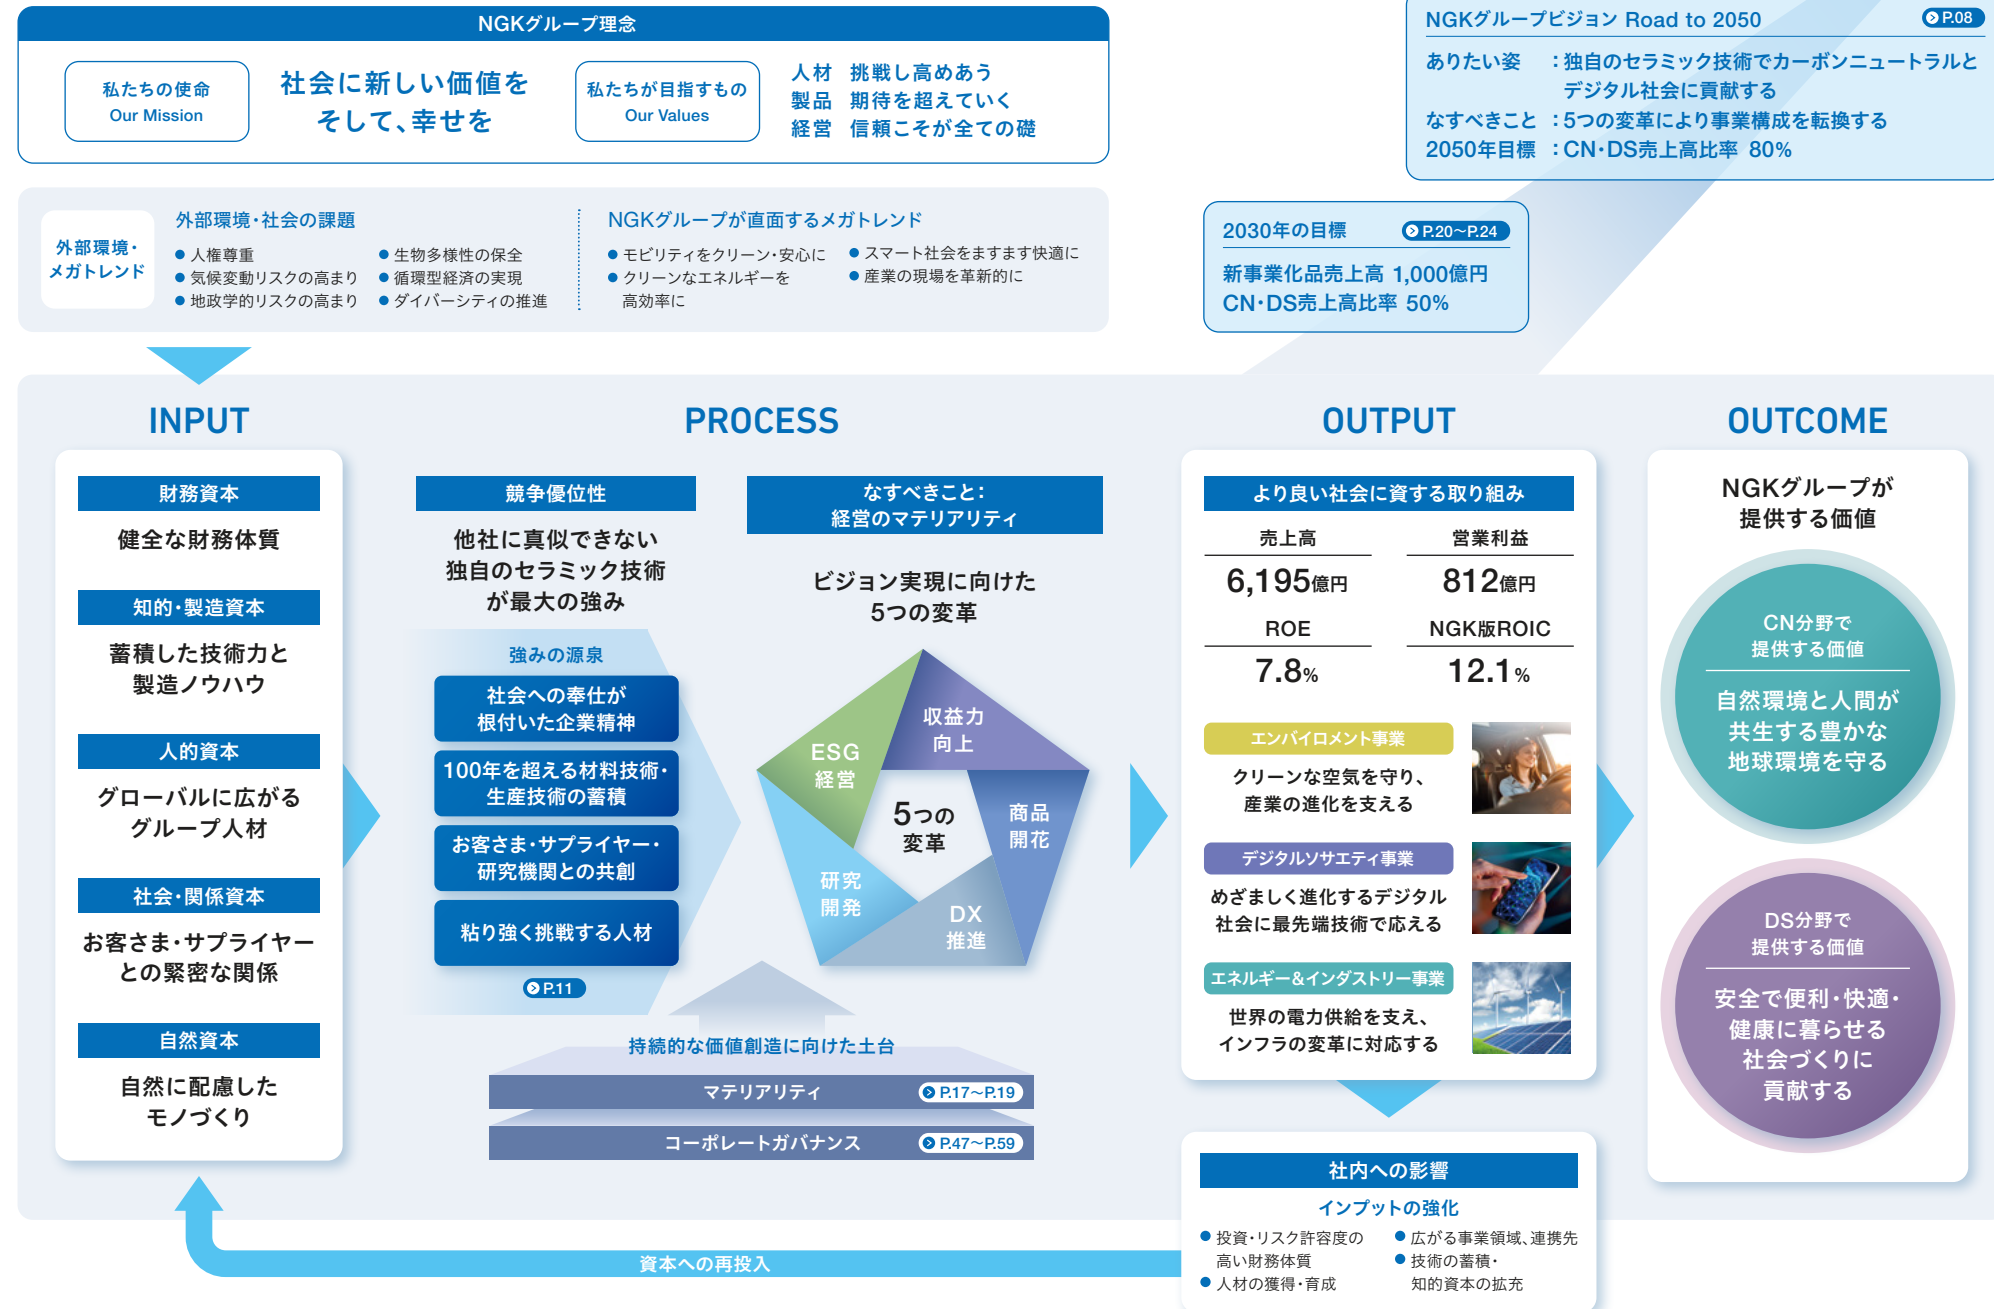 NGKグループ理念
私たちの使命
Our Mission
社会に新しい価値を
そして、幸せを
私たちが目指すもの
Our Values
人材 挑戦し高めあう
製品 期待を超えていく
経営 信頼こそが全ての礎
NGKグループビジョン Road to 2050
P.08
ありたい姿 ：独自のセラミック技術でカーボンニュートラルと
デジタル社会に貢献する
なすべきこと ：5つの変革により事業構成を転換する
2050年目標 ：CN・DS売上高比率 80%
外部環境・
メガトレンド
外部環境・社会の課題
● 人権尊重
● 気候変動リスクの高まり
● 地政学的リスクの高まり
● 生物多様性の保全
● 循環型経済の実現
● ダイバーシティの推進
NGKグループが直面するメガトレンド
● モビリティをクリーン・安心に
● クリーンなエネルギーを
高効率に
● スマート社会をますます快適に
● 産業の現場を革新的に
2030年の目標
P.20〜P.24
新事業化品売上高 1,000億円
CN・DS売上高比率 50%
INPUT
財務資本
健全な財務体質
知的・製造資本
蓄積した技術力と
製造ノウハウ
人的資本
グローバルに広がる
グループ人材
社会・関係資本
お客さま・サプライヤー
との緊密な関係
自然資本
自然に配慮した
モノづくり
PROCESS
競争優位性
他社に真似できない
独自のセラミック技術
が最大の強み
強みの源泉
社会への奉仕が
根付いた企業精神
100年を超える材料技術・
生産技術の蓄積
お客さま・サプライヤー・
研究機関との共創
粘り強く挑戦する人材
P.11
なすべきこと：
経営のマテリアリティ
ビジョン実現に向けた
5つの変革
ESG
経営
収益力
向上
商品
開花
DX
推進
研究
開発
5つの
変革
持続的な価値創造に向けた土台
マテリアリティ
P.17〜P.19
コーポレートガバナンス
P.47〜P.59
OUTPUT
より良い社会に資する取り組み
売上高
6,195億円
営業利益
812億円
ROE
7.8%
NGK版ROIC
12.1%
エンバイロメント事業
クリーンな空気を守り、
産業の進化を支える
デジタルソサエティ事業
めざましく進化するデジタル
社会に最先端技術で応える
エネルギー&インダストリー事業
世界の電力供給を支え、
インフラの変革に対応する
社内への影響
インプットの強化
● 投資・リスク許容度の
高い財務体質
● 人材の獲得・育成
● 広がる事業領域、連携先
● 技術の蓄積・
知的資本の拡充
資本への再投入
OUTCOME
NGKグループが
提供する価値
CN分野で
提供する価値
自然環境と人間が
共生する豊かな
地球環境を守る
DS分野で
提供する価値
安全で便利・快適・
健康に暮らせる
社会づくりに
貢献する